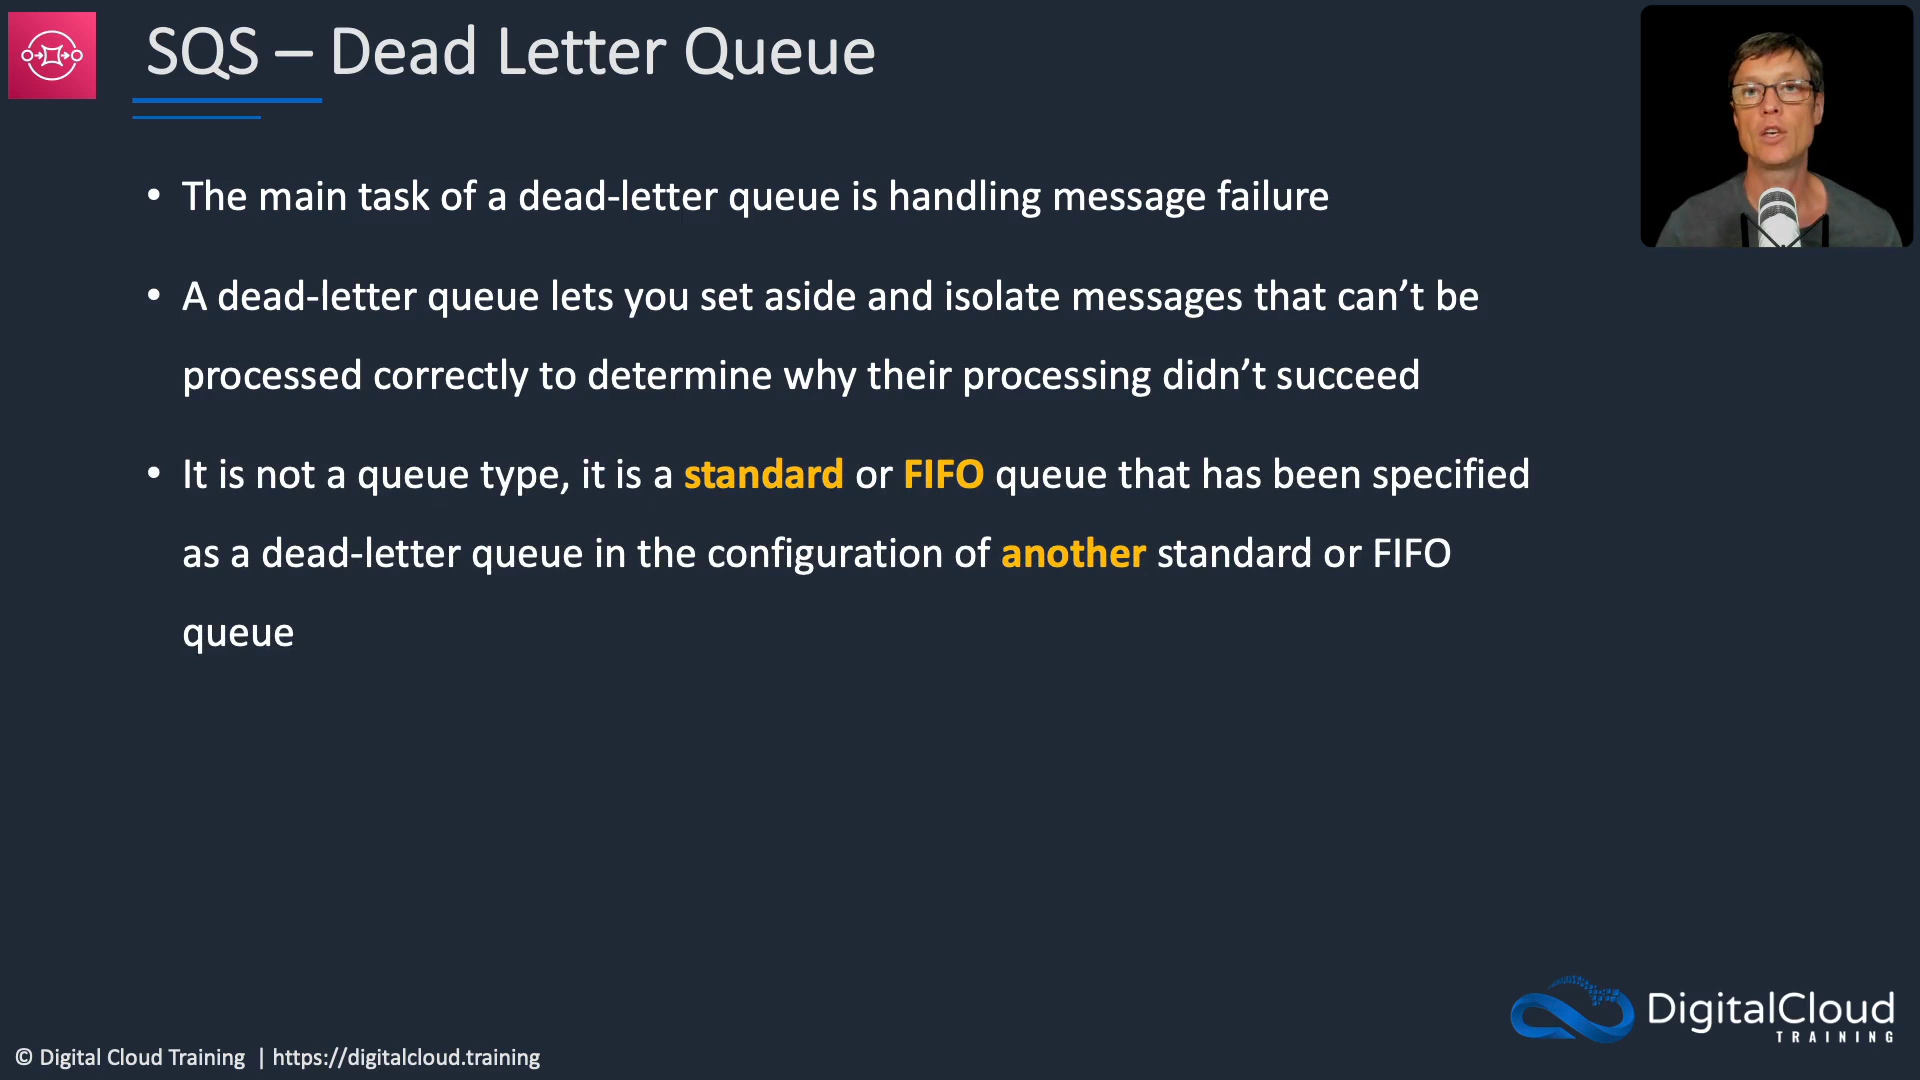 SQS – Dead Letter Queue
• The main task of a dead-letter queue is handling message failure
• A dead-letter queue lets you set aside and isolate messages that can’t be
processed correctly to determine why their processing didn’t succeed
• It is not a queue type, it is a standard or FIFO queue that has been specified
as a dead-letter queue in the configuration of another standard or FIFO
queue
DigitalCloud
TRAINING
© Digital Cloud Training | https://digitalcloud.training